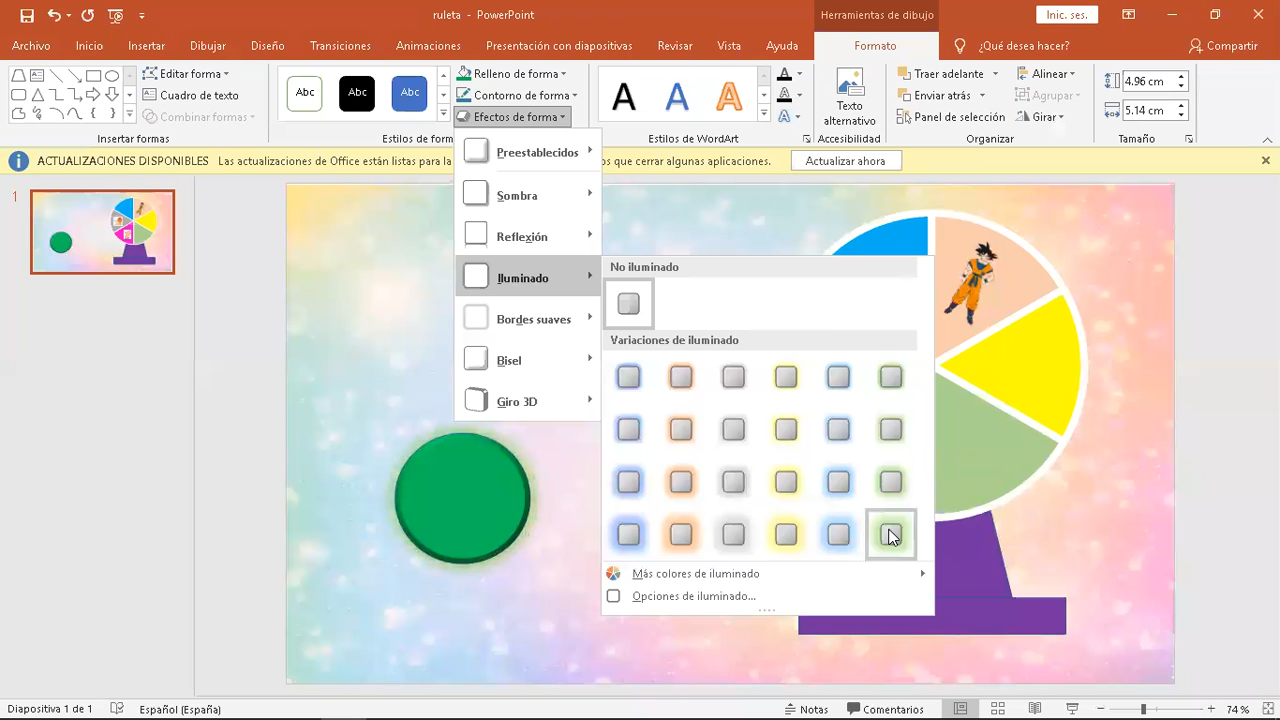 ruleta - PowerPoint
Herramientas de dibujo
Inic. ses.
Archivo Inicio Insertar Dibujar Diseño Transiciones Animaciones Presentación con diapositivas Revisar Vista Ayuda Formato ¿Qué desea hacer? Compartir
Editar forma
Cuadro de texto
Combinar formas
Insertar formas
Abc Abc Abc
Relleno de forma
Contorno de forma
Efectos de forma
Estilos de form
A A A
A
A
A
Estilos de WordArt
Texto
alternativo
Accesibilidad
Traer adelante
Enviar atrás
Panel de selección
Alinear
Agrupar
Girar
Organizar
4.96 cm
5.14 cm
Tamaño
ACTUALIZACIONES DISPONIBLES Las actualizaciones de Office están listas para la
que cerrar algunas aplicaciones.
Actualizar ahora
1
Preestablecidos
Sombra
Reflexión
Iluminado
Bordes suaves
Bisel
Giro 3D
No iluminado
Variaciones de iluminado
Más colores de iluminado
Opciones de iluminado...
Diapositiva 1 de 1 Español (España) Notas Comentarios 74 %